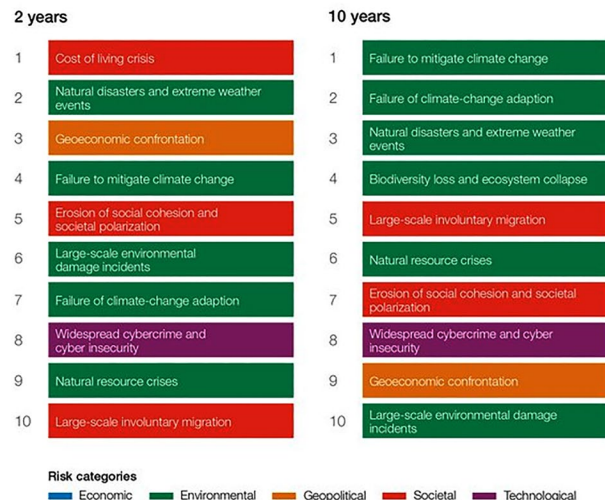 2 years
1 Cost of living crisis
2 Natural disasters and extreme weather
events
3 Geoeconomic confrontation
4 Failure to mitigate climate change
5 Erosion of social cohesion and
societal polarization
6 Large-scale environmental
damage incidents
7 Failure of climate-change adaption
8 Widespread cybercrime and
cyber insecurity
9 Natural resource crises
10 Large-scale involuntary migration
10 years
1 Failure to mitigate climate change
2 Failure of climate-change adaption
3 Natural disasters and extreme weather
events
4 Biodiversity loss and ecosystem collapse
5 Large-scale involuntary migration
6 Natural resource crises
7 Erosion of social cohesion and societal
polarization
8 Widespread cybercrime and cyber
insecurity
9 Geoeconomic confrontation
10 Large-scale environmental damage
incidents
Risk categories
Economic Environmental Geopolitical Societal Technological